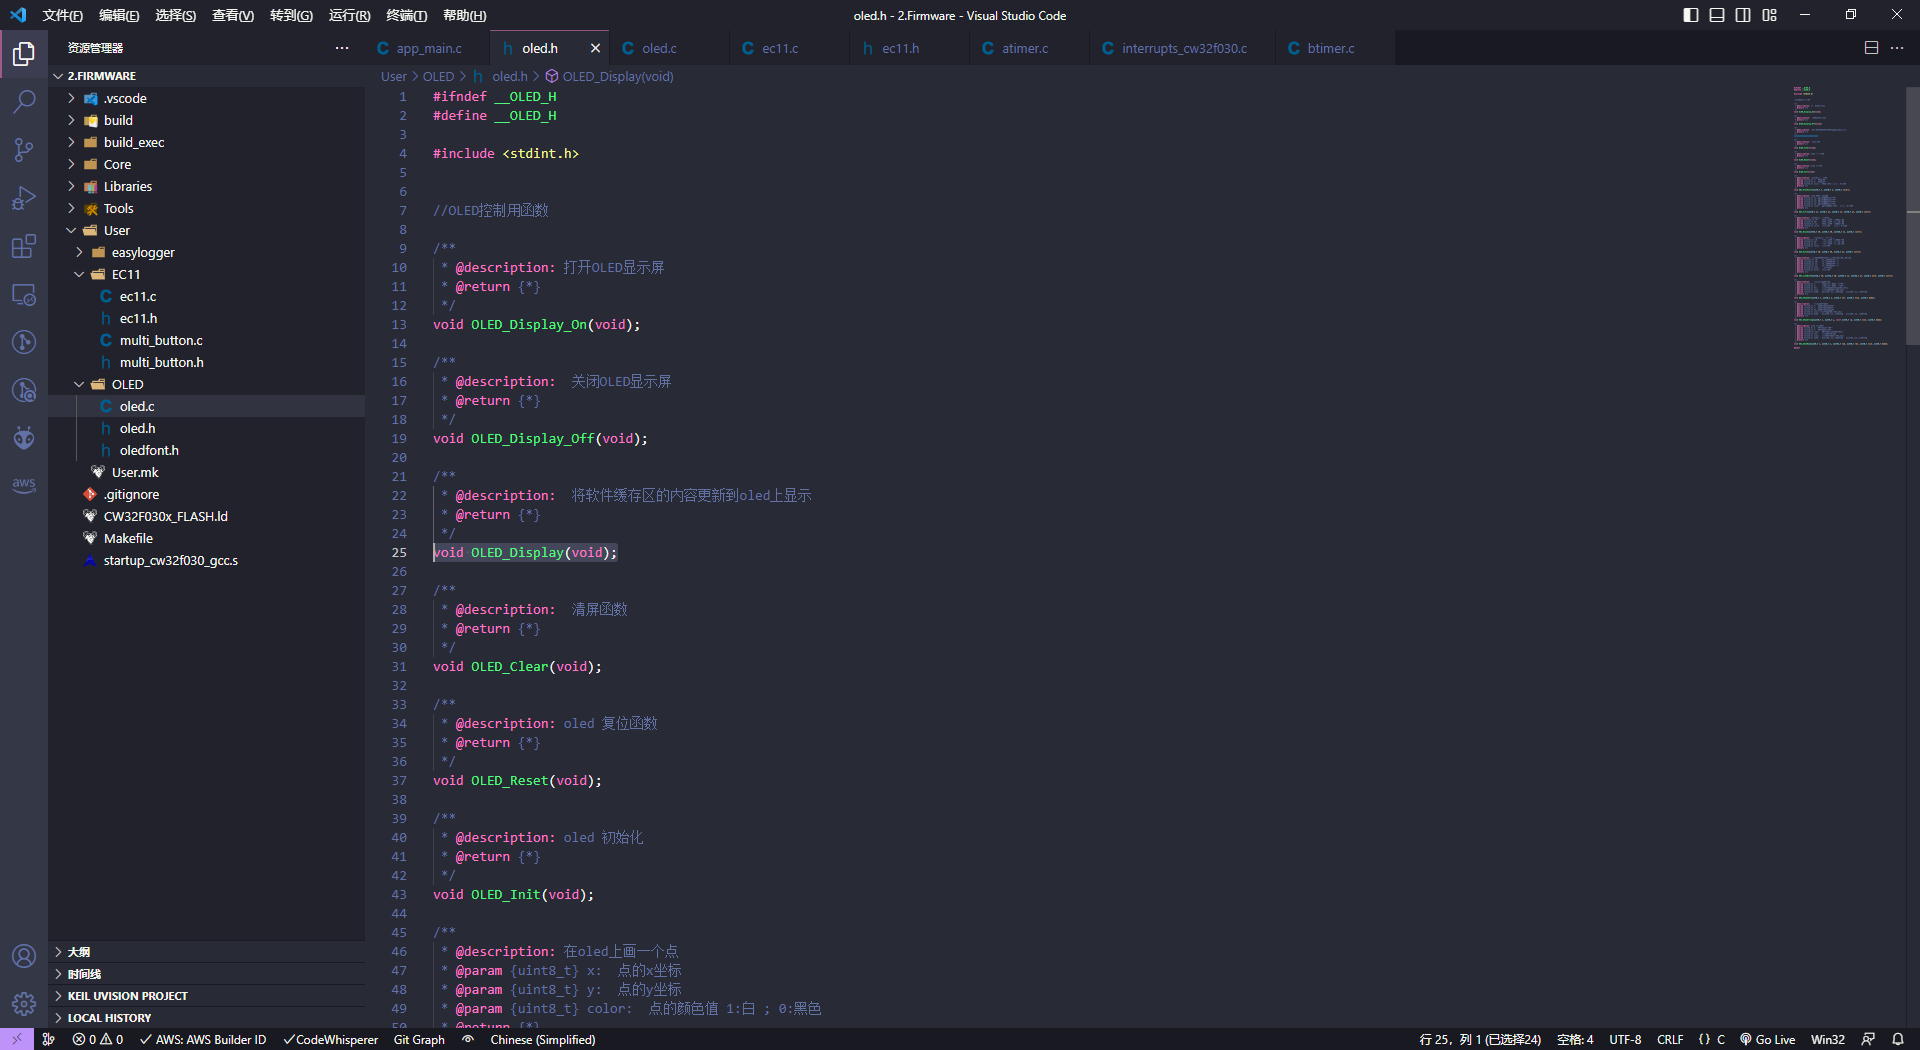 文件(F) 编辑(E) 选择(S) 查看(V) 转到(G) 运行(R) 终端(T) 帮助(H)
oled.h - 2.Firmware - Visual Studio Code
资源管理器
app_main.c oled.h oled.c ec11.c ec11.h atimer.c interrupts_cw32f030.c btimer.c
2.FIRMWARE
.vscode
build
build_exec
Core
Libraries
Tools
User
easylogger
EC11
ec11.c
ec11.h
multi_button.c
multi_button.h
OLED
oled.c
oled.h
oledfont.h
User.mk
.gitignore
CW32F030x_FLASH.ld
Makefile
startup_cw32f030_gcc.s
大纲
时间线
KEIL UVISION PROJECT
LOCAL HISTORY
User > OLED > oled.h > OLED_Display(void)
1 #ifndef __OLED_H
2 #define __OLED_H
3
4 #include <stdint.h>
5
6
7 //OLED控制用函数
8
9 /**
10 * @description: 打开OLED显示屏
11 * @return {*}
12 */
13 void OLED_Display_On(void);
14
15 /**
16 * @description:  关闭OLED显示屏
17 * @return {*}
18 */
19 void OLED_Display_Off(void);
20
21 /**
22 * @description:  将软件缓存区的内容更新到oled上显示
23 * @return {*}
24 */
25 void OLED_Display(void);
26
27 /**
28 * @description:  清屏函数
29 * @return {*}
30 */
31 void OLED_Clear(void);
32
33 /**
34 * @description: oled 复位函数
35 * @return {*}
36 */
37 void OLED_Reset(void);
38
39 /**
40 * @description: oled 初始化
41 * @return {*}
42 */
43 void OLED_Init(void);
44
45 /**
46 * @description: 在oled上画一个点
47 * @param {uint8_t} x:  点的x坐标
48 * @param {uint8_t} y:  点的y坐标
49 * @param {uint8_t} color:  点的颜色值 1:白 ; 0:黑色
50 * @return {*}
0 0 AWS: AWS Builder ID CodeWhisperer Git Graph Chinese (Simplified)
行 25，列 1 (已选择24) 空格: 4 UTF-8 CRLF {} C Go Live Win32
aws